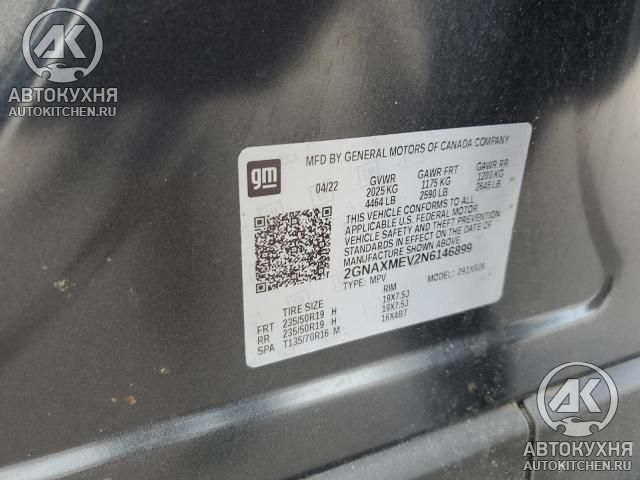 АВТОКУХНЯ
AUTOKITCHEN.RU
gm
MFD BY GENERAL MOTORS OF CANADA COMPANY
04/22 GVWR GAWR FRT GAWR RR
2025 KG 1175 KG 1200 KG
4464 LB 2590 LB 2645 LB
THIS VEHICLE CONFORMS TO ALL
APPLICABLE U.S. FEDERAL MOTOR
VEHICLE SAFETY AND THEFT PREVENTION
STANDARDS IN EFFECT ON THE DATE OF
MANUFACTURE SHOWN ABOVE.
2GNAXMEV2N6146899
TYPE: MPV MODEL: 291XR26
TIRE SIZE RIM
FRT 235/50R19 H 19X7.5J
RR 235/50R19 H 19X7.5J
SPA T135/70R16 M 16X4BT
АВТОКУХНЯ
AUTOKITCHEN.RU